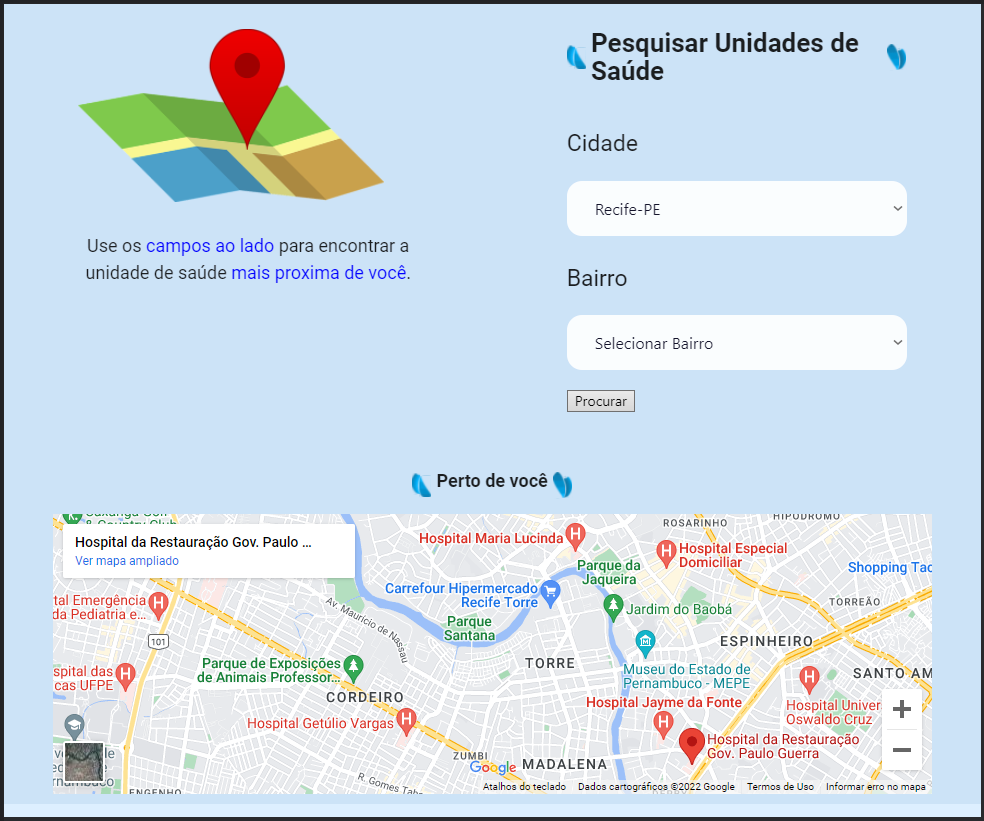 Pesquisar Unidades de
Saúde
Cidade
Recife-PE
Use os campos ao lado para encontrar a
unidade de saúde mais proxima de você.
Bairro
Selecionar Bairro
Procurar
Perto de você
Hospital da Restauração Gov. Paulo ...
Ver mapa ampliado
& Country Club
ROSARINHO
HIPÓDROMO
Hospital Maria Lucinda
Hospital Especial
Domiciliar
Parque da
Jaqueira
Shopping Tac
Carrefour Hipermercado
Recife Torre
tal Emergência
da Pediatria e...
Av. Maurício de Nassau
Jardim do Baobá
TORREÃO
Parque
Santana
101
ESPINHEIRO
TORRE
Parque de Exposições
de Animais Professor...
Museu do Estado de
Pernambuco - MEPE
SANTO AM
spital das
cas UFPE
CORDEIRO
Hospital Jayme da Fonte
Hospital Univer
Oswaldo Cruz
Hospital Getúlio Vargas
Hospital da Restauração
Gov. Paulo Guerra
ZUMBI
Google
MADALENA
R. Gomes Tab
ENGENHO
Atalhos do teclado
Dados cartográficos ©2022 Google
Termos de Uso
Informar erro no mapa